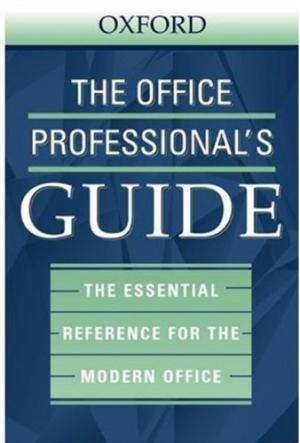 OXFORD
THE OFFICE
PROFESSIONAL'S
GUIDE
THE ESSENTIAL
REFERENCE FOR THE
MODERN OFFICE